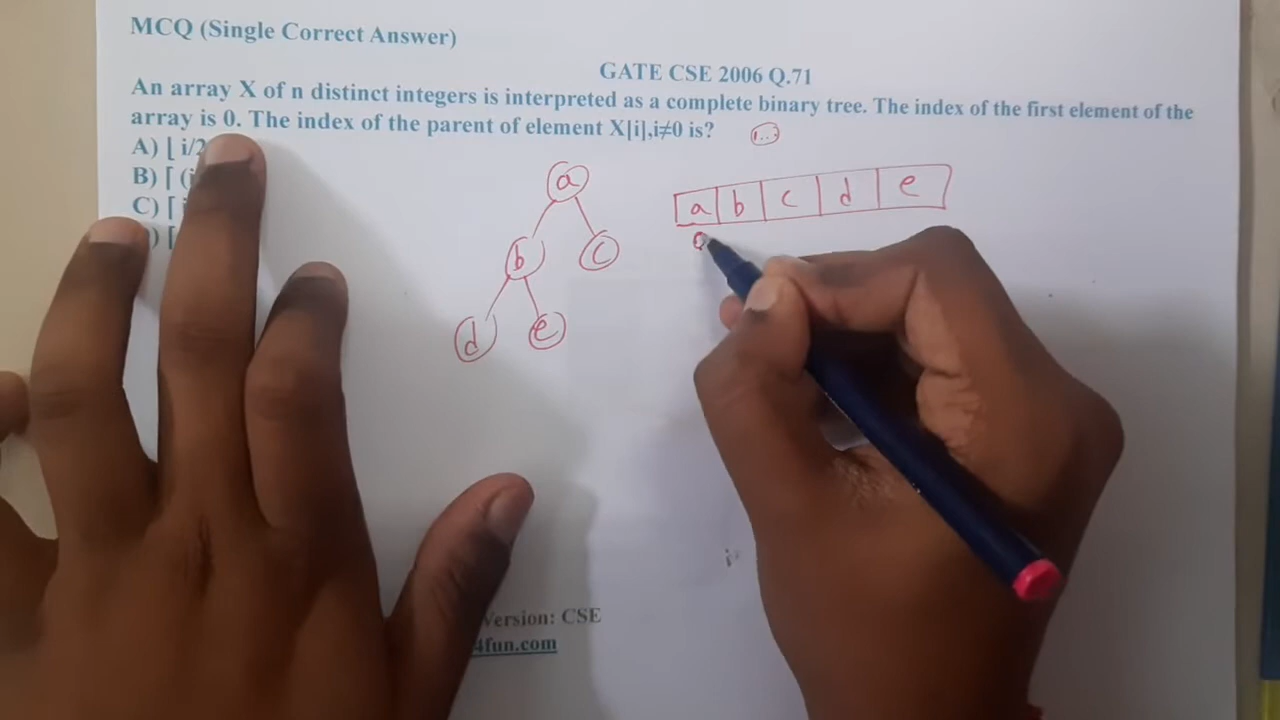 MCQ (Single Correct Answer)
GATE CSE 2006 Q.71
An array X of n distinct integers is interpreted as a complete binary tree. The index of the first element of the
array is 0. The index of the parent of element X[i],i≠0 is?
A) ⌊ i/2
B) ⌈ (i
C) ⌈
) ⌈
a
b c
d e
a b c d e
0
Version: CSE
4fun.com